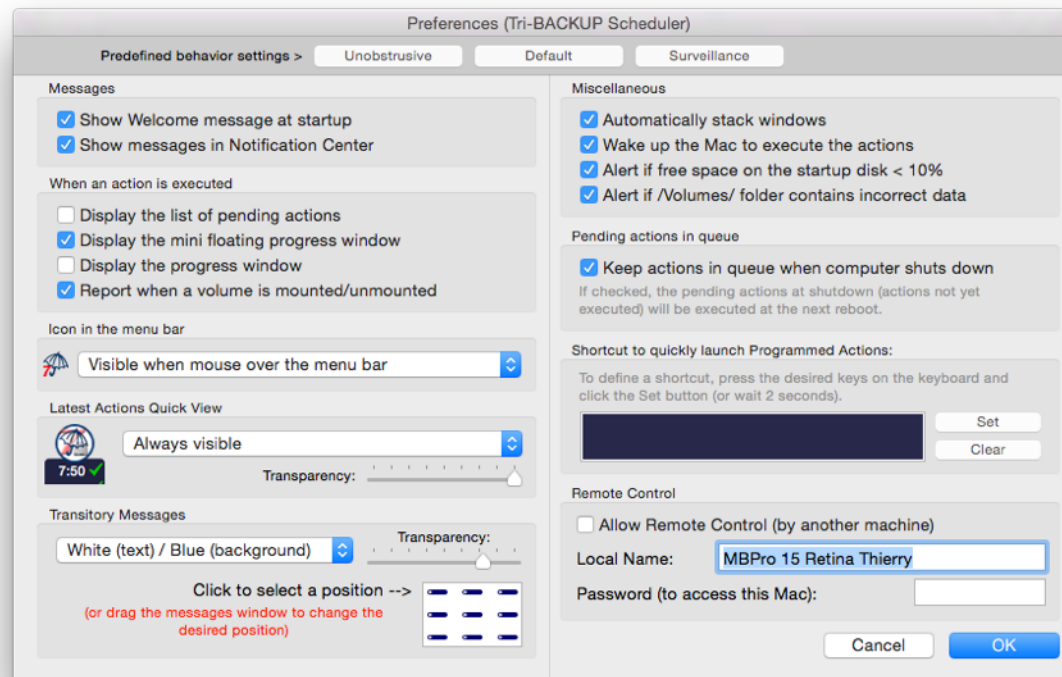 Preferences (Tri-BACKUP Scheduler)
Predefined behavior settings >
Unobstrusive
Default
Surveillance
Messages
Show Welcome message at startup
Show messages in Notification Center
When an action is executed
Display the list of pending actions
Display the mini floating progress window
Display the progress window
Report when a volume is mounted/unmounted
Icon in the menu bar
7
Visible when mouse over the menu bar
Latest Actions Quick View
7:50
Always visible
Transparency:
Transitory Messages
White (text) / Blue (background)
Transparency:
Click to select a position -->
(or drag the messages window to change the
desired position)
Miscellaneous
Automatically stack windows
Wake up the Mac to execute the actions
Alert if free space on the startup disk < 10%
Alert if /Volumes/ folder contains incorrect data
Pending actions in queue
Keep actions in queue when computer shuts down
If checked, the pending actions at shutdown (actions not yet
executed) will be executed at the next reboot.
Shortcut to quickly launch Programmed Actions:
To define a shortcut, press the desired keys on the keyboard and
click the Set button (or wait 2 seconds).
Set
Clear
Remote Control
Allow Remote Control (by another machine)
Local Name:
MBPro 15 Retina Thierry
Password (to access this Mac):
Cancel
OK